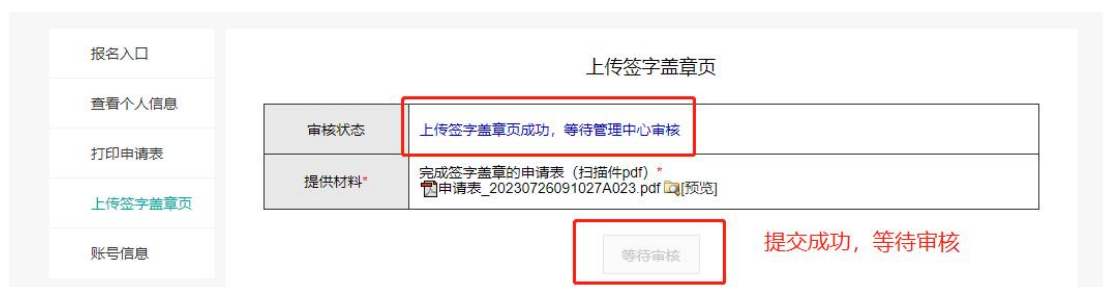 报名入口
查看个人信息
打印申请表
上传签字盖章页
账号信息
上传签字盖章页
审核状态
上传签字盖章页成功，等待管理中心审核
提供材料*
完成签字盖章的申请表（扫描件pdf）*
申请表_20230726091027A023.pdf [预览]
等待审核
提交成功，等待审核